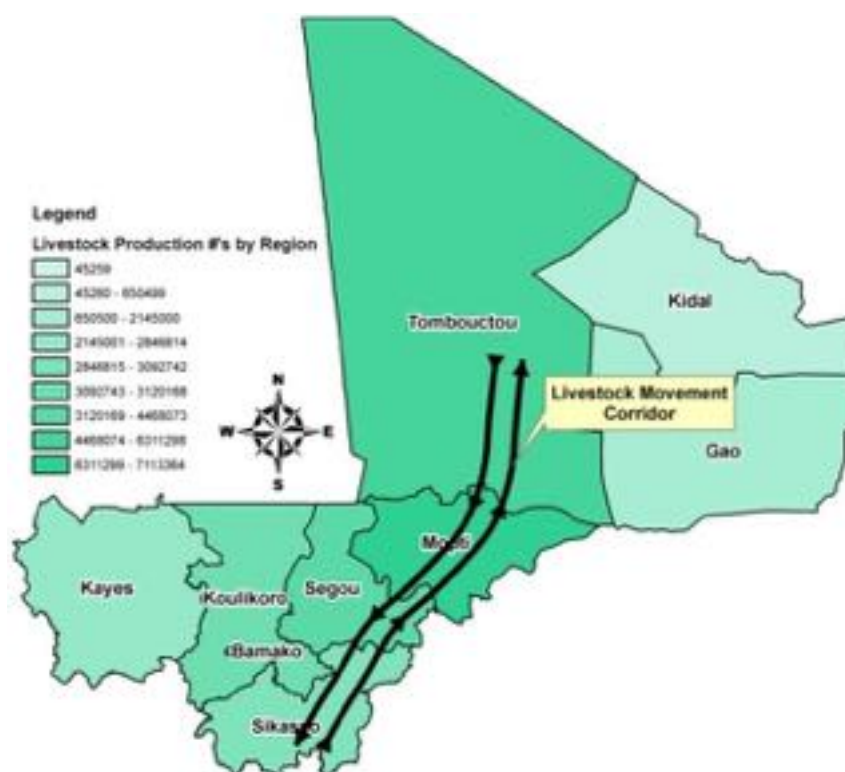 Legend
Livestock Production #'s by Region
45259
45260 - 650499
650500 - 2145000
2145001 - 2846814
2846815 - 3092742
3092743 - 3120168
3120169 - 4468073
4468074 - 6311298
6311299 - 7113364
N
W
E
S
Tombouctou
Kidal
Livestock Movement
Corridor
Gao
Mopti
Kayes
Koulikoro
Segou
Bamako
Sikasso